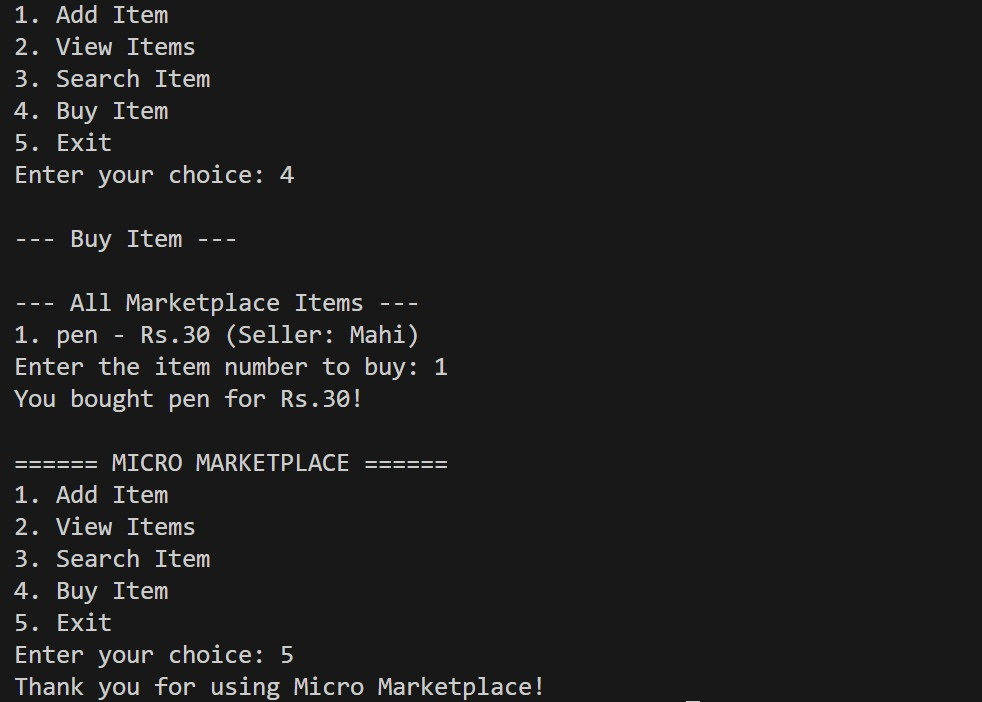 1. Add Item
2. View Items
3. Search Item
4. Buy Item
5. Exit
Enter your choice: 4
--- Buy Item ---
--- All Marketplace Items ---
1. pen - Rs.30 (Seller: Mahi)
Enter the item number to buy: 1
You bought pen for Rs.30!
====== MICRO MARKETPLACE ======
1. Add Item
2. View Items
3. Search Item
4. Buy Item
5. Exit
Enter your choice: 5
Thank you for using Micro Marketplace!